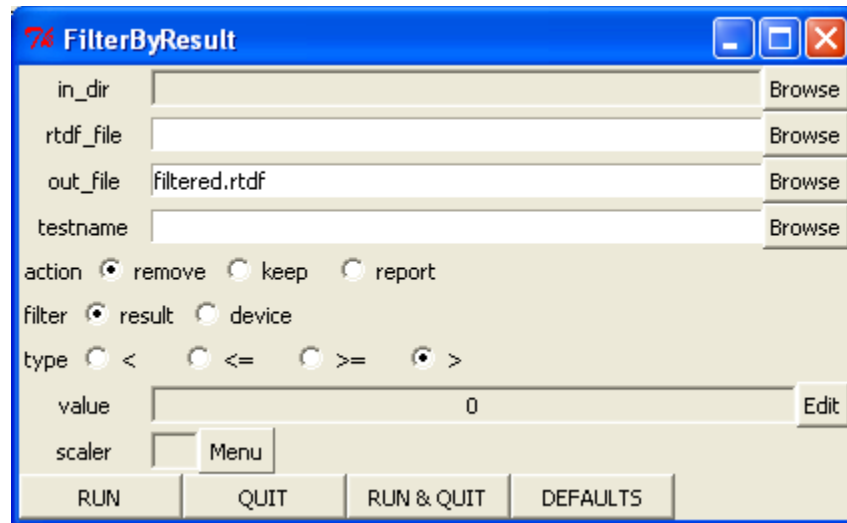 7k FilterByResult
in_dir Browse
rtdf_file Browse
out_file filtered.rtdf Browse
testname Browse
action remove keep report
filter result device
type < <= >= >
value 0 Edit
scaler Menu
RUN QUIT RUN & QUIT DEFAULTS